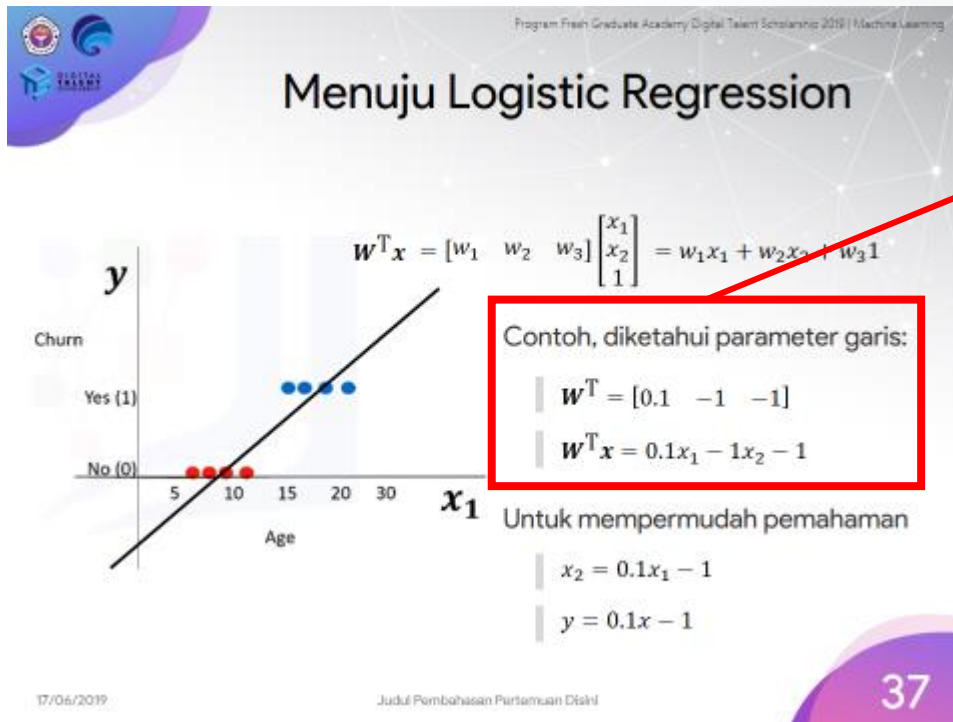 Program Fresh Graduate Academy Digital Talent Scholarship 2019 | Machine Learning
DIGITAL
TALENT
Menuju Logistic Regression
𝑾ᵀ𝒙 = [w₁ w₂ w₃] [x₁ x₂ 1] = w₁x₁ + w₂x₂ + w₃1
y
Churn
Yes (1)
No (0)
5 10 15 20 30
x₁
Age
Contoh, diketahui parameter garis:
𝑾ᵀ = [0.1 −1 −1]
𝑾ᵀ𝒙 = 0.1x₁ − 1x₂ − 1
Untuk mempermudah pemahaman
x₂ = 0.1x₁ − 1
y = 0.1x − 1
17/06/2019
Judul Pembahasan Pertemuan Disini
37